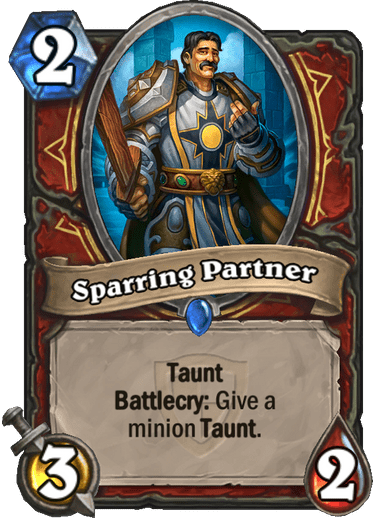 2
Sparring Partner
Taunt
Battlecry: Give a
minion Taunt.
3
2